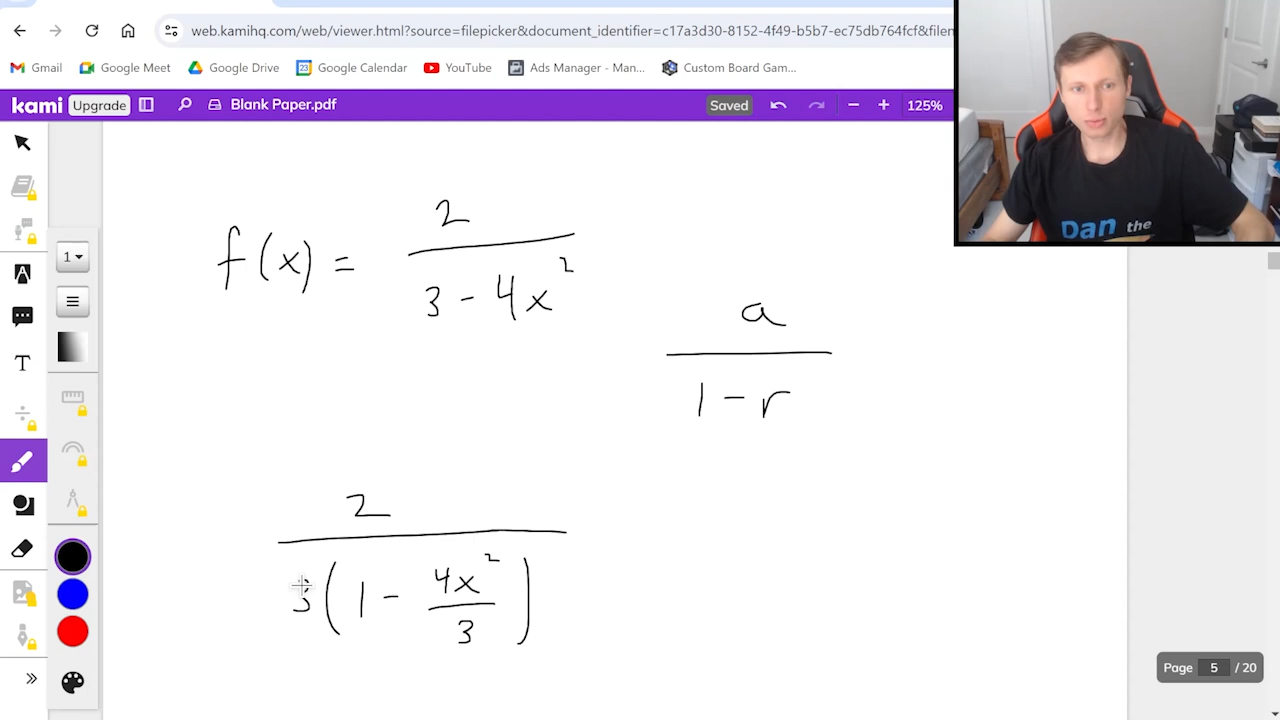 web.kamihq.com/web/viewer.html?source=filepicker&document_identifier=c17a3d30-8152-4f49-b5b7-ec75db764fcf&filen
Gmail Google Meet Google Drive 23 Google Calendar YouTube Ads Manager - Man... Custom Board Gam...
kami Upgrade Blank Paper.pdf Saved 125%
Dan the
1
f(x) = 2 / (3 - 4x²)
a / (1 - r)
2 / (3(1 - 4x²/3))
Page 5 / 20